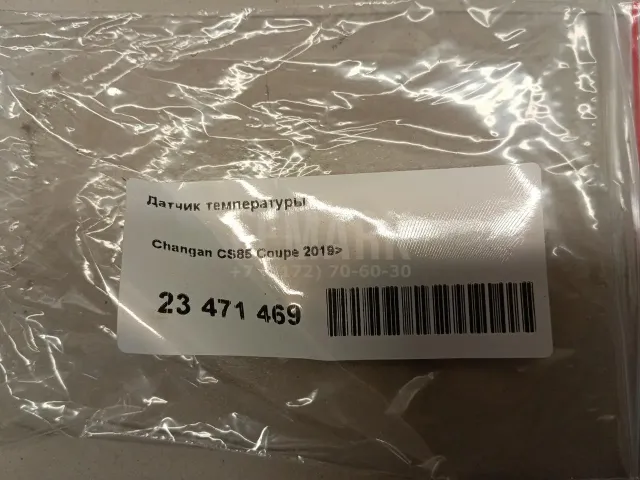 Датчик температуры
Changan CS85 Coupe 2019>
23 471 469